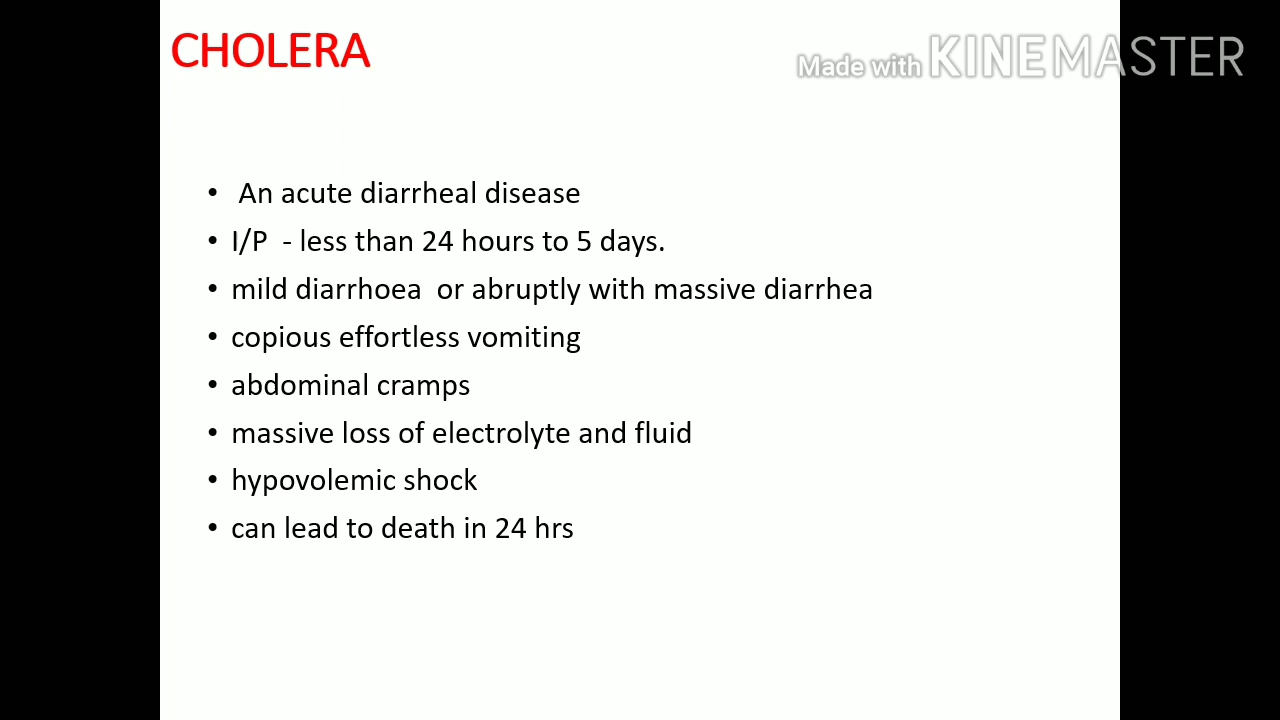 CHOLERA
Made with KINEMASTER
• An acute diarrheal disease
• I/P - less than 24 hours to 5 days.
• mild diarrhoea or abruptly with massive diarrhea
• copious effortless vomiting
• abdominal cramps
• massive loss of electrolyte and fluid
• hypovolemic shock
• can lead to death in 24 hrs